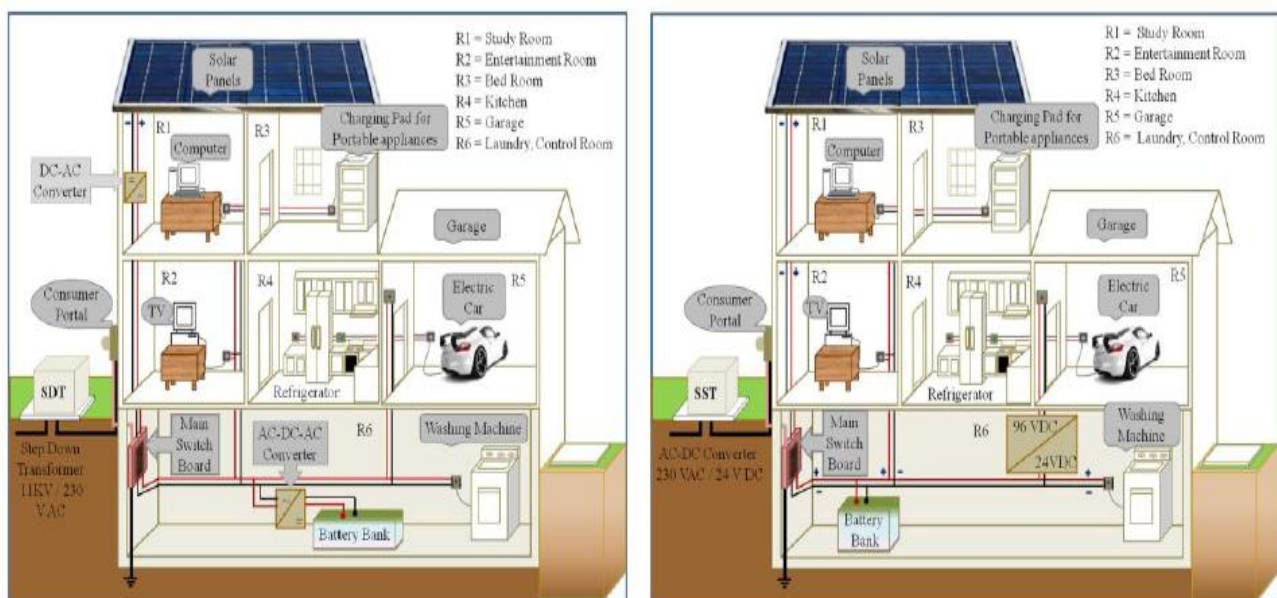 R1 = Study Room
R2 = Entertainment Room
R3 = Bed Room
R4 = Kitchen
R5 = Garage
R6 = Laundry, Control Room
Solar
Panels
- +
R1
R3
Charging Pad for
Portable appliances
Computer
DC-AC
Converter
Garage
R2
R4
R5
Consumer
Portal
TV
Electric
Car
SDT
Refrigerator
Main
Switch
Board
AC-DC-AC
Converter
R6
Washing Machine
Step Down
Transformer
11KV / 230
V AC
Battery Bank
R1 = Study Room
R2 = Entertainment Room
R3 = Bed Room
R4 = Kitchen
R5 = Garage
R6 = Laundry, Control Room
Solar
Panels
- +
R1
R3
Charging Pad for
Portable appliances
Computer
Garage
- +
R2
R4
R5
Consumer
Portal
TV
Electric
Car
SST
Refrigerator
Main
Switch
Board
R6
96 VDC
24VDC
Washing
Machine
AC-DC Converter
230 VAC / 24 V DC
+ + - +
- -
Battery
Bank